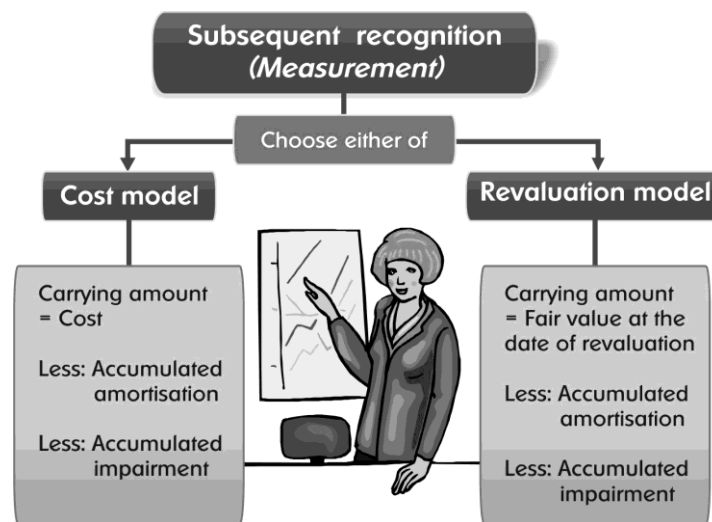 Subsequent recognition
(Measurement)
Choose either of
Cost model
Revaluation model
Carrying amount
= Cost
Less: Accumulated
amortisation
Less: Accumulated
impairment
Carrying amount
= Fair value at the
date of revaluation
Less: Accumulated
amortisation
Less: Accumulated
impairment